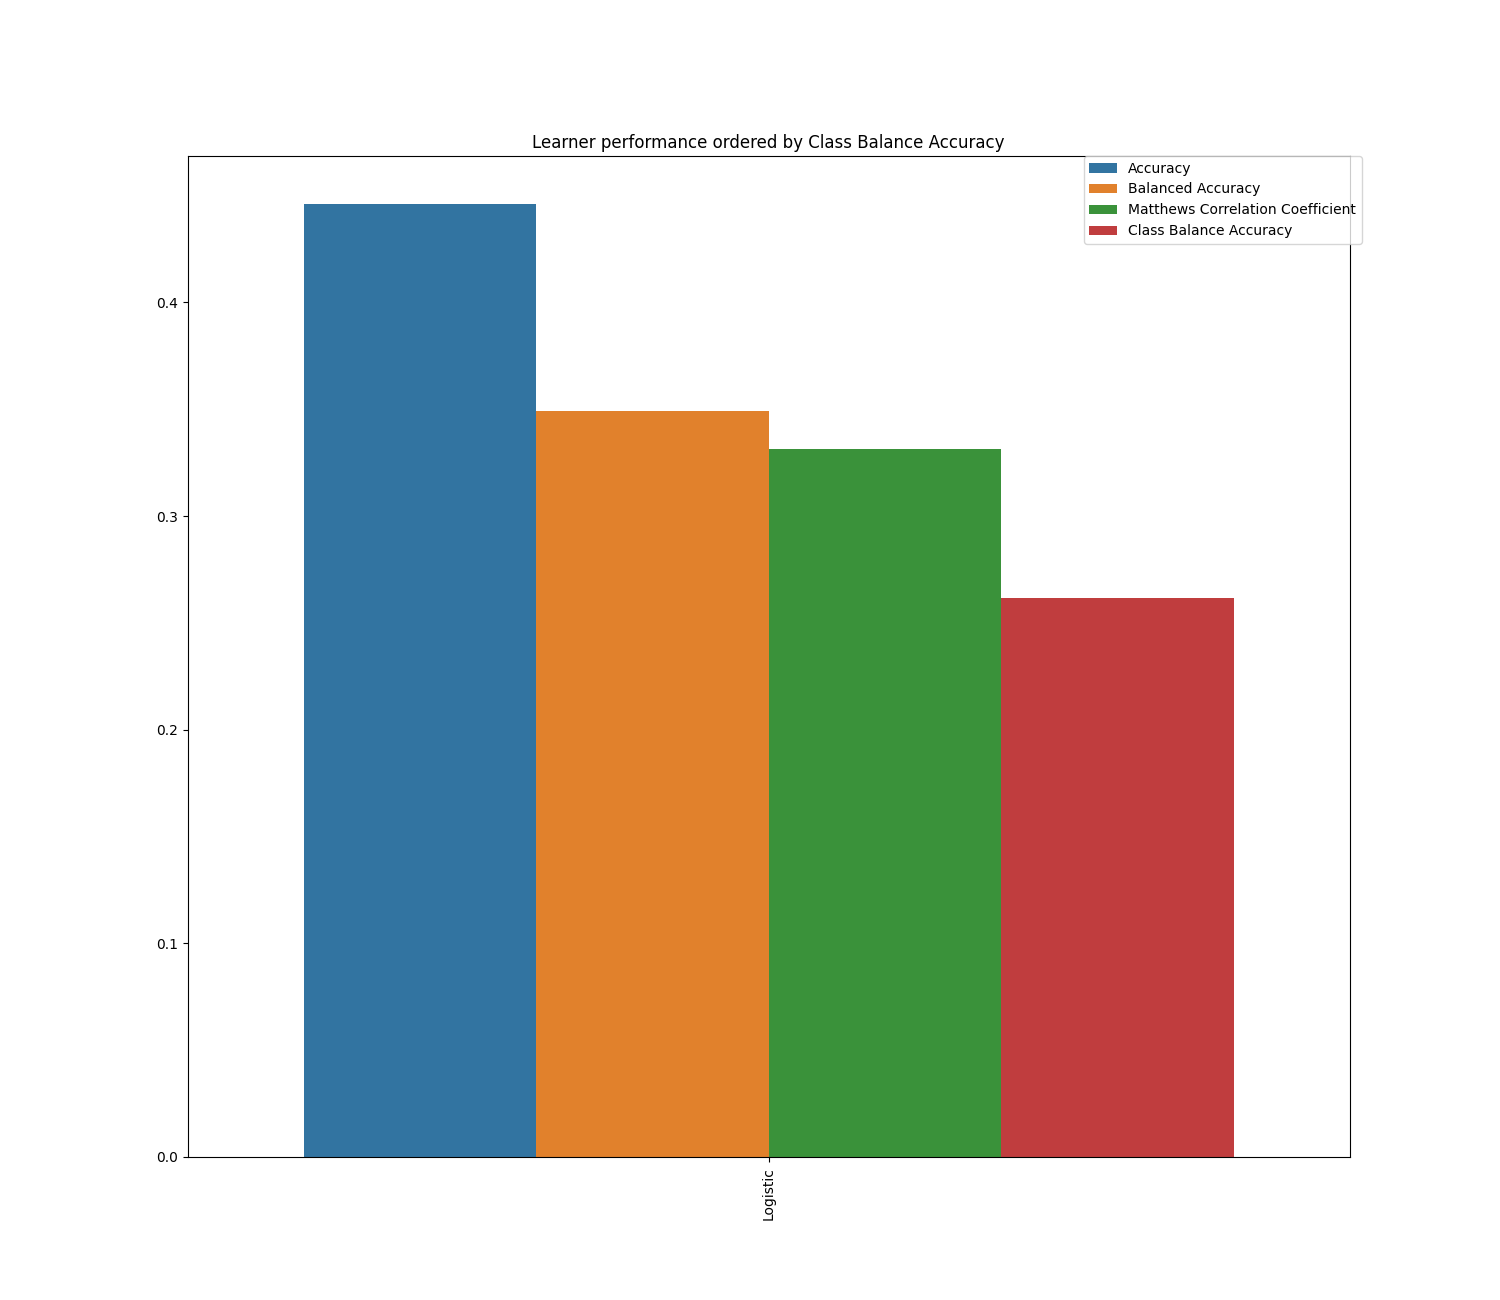 Learner performance ordered by Class Balance Accuracy
Accuracy
Balanced Accuracy
Matthews Correlation Coefficient
Class Balance Accuracy
0.4
0.3
0.2
0.1
0.0
Logistic